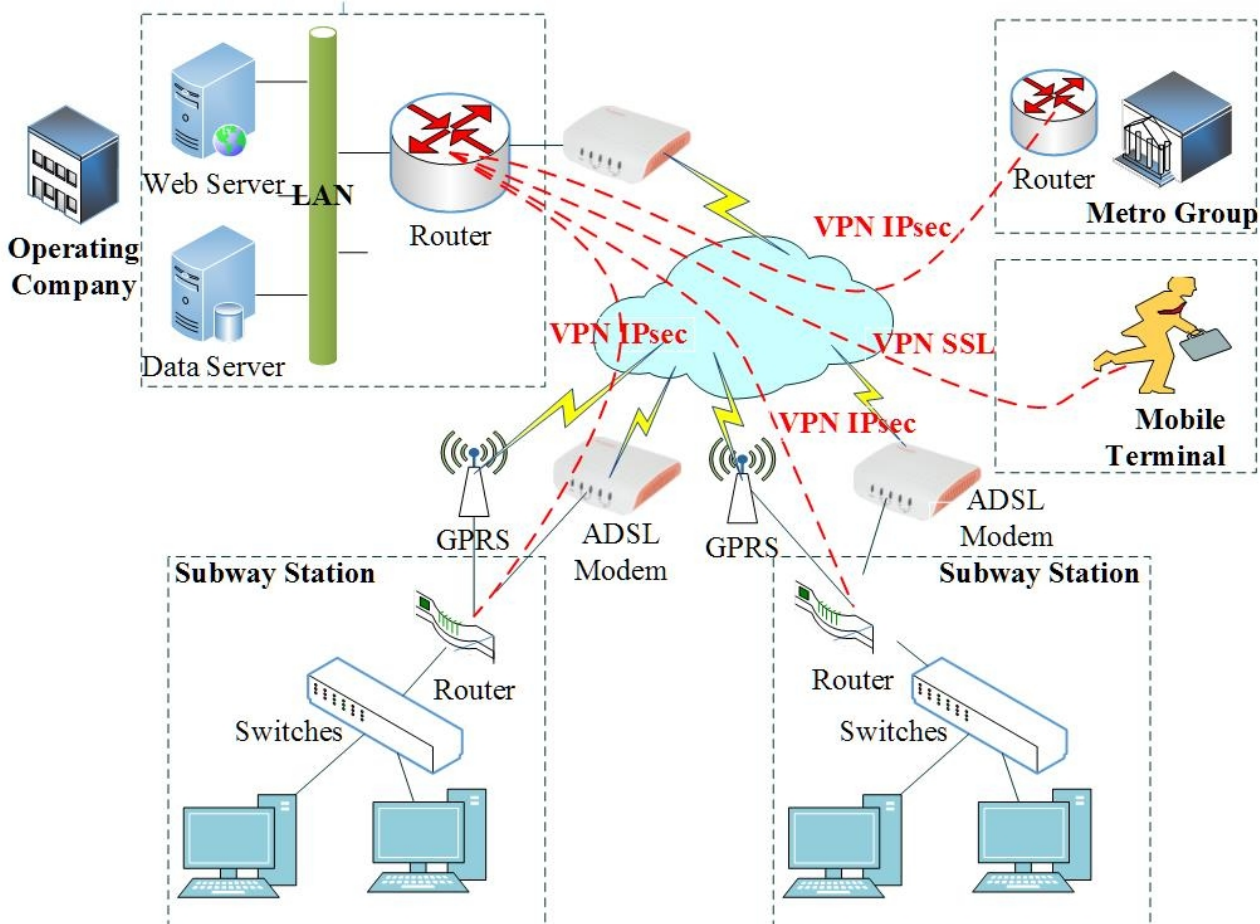 Web Server
LAN
Data Server
Router
Operating
Company
Router
Metro Group
VPN IPsec
VPN IPsec
VPN SSL
VPN IPsec
Mobile
Terminal
GPRS
ADSL
Modem
GPRS
ADSL
Modem
Subway Station
Router
Switches
Subway Station
Router
Switches